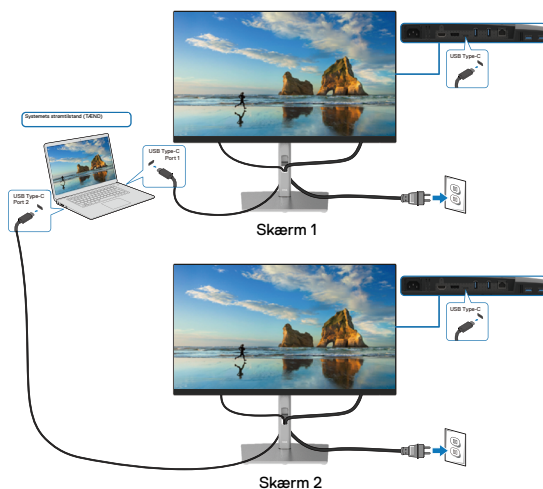 USB Type-C
Systemets strømtilstand (TÆND)
USB Type-C
Port 1
USB Type-C
Port 2
Skærm 1
USB Type-C
Skærm 2